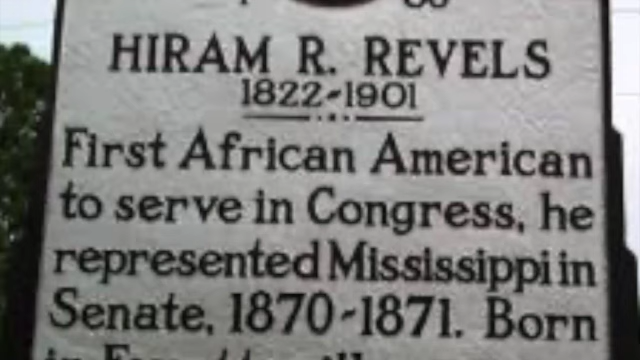 HIRAM R. REVELS
1822-1901
First African American
to serve in Congress, he
represented Mississippi in
Senate, 1870-1871. Born